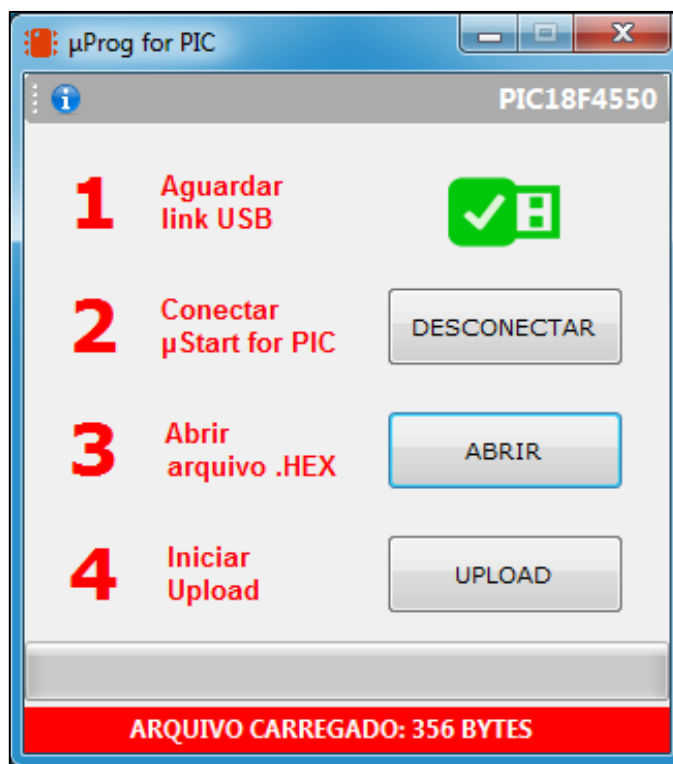 µProg for PIC
PIC18F4550
1
Aguardar
link USB
2
Conectar
µStart for PIC
DESCONECTAR
3
Abrir
arquivo .HEX
ABRIR
4
Iniciar
Upload
UPLOAD
ARQUIVO CARREGADO: 356 BYTES